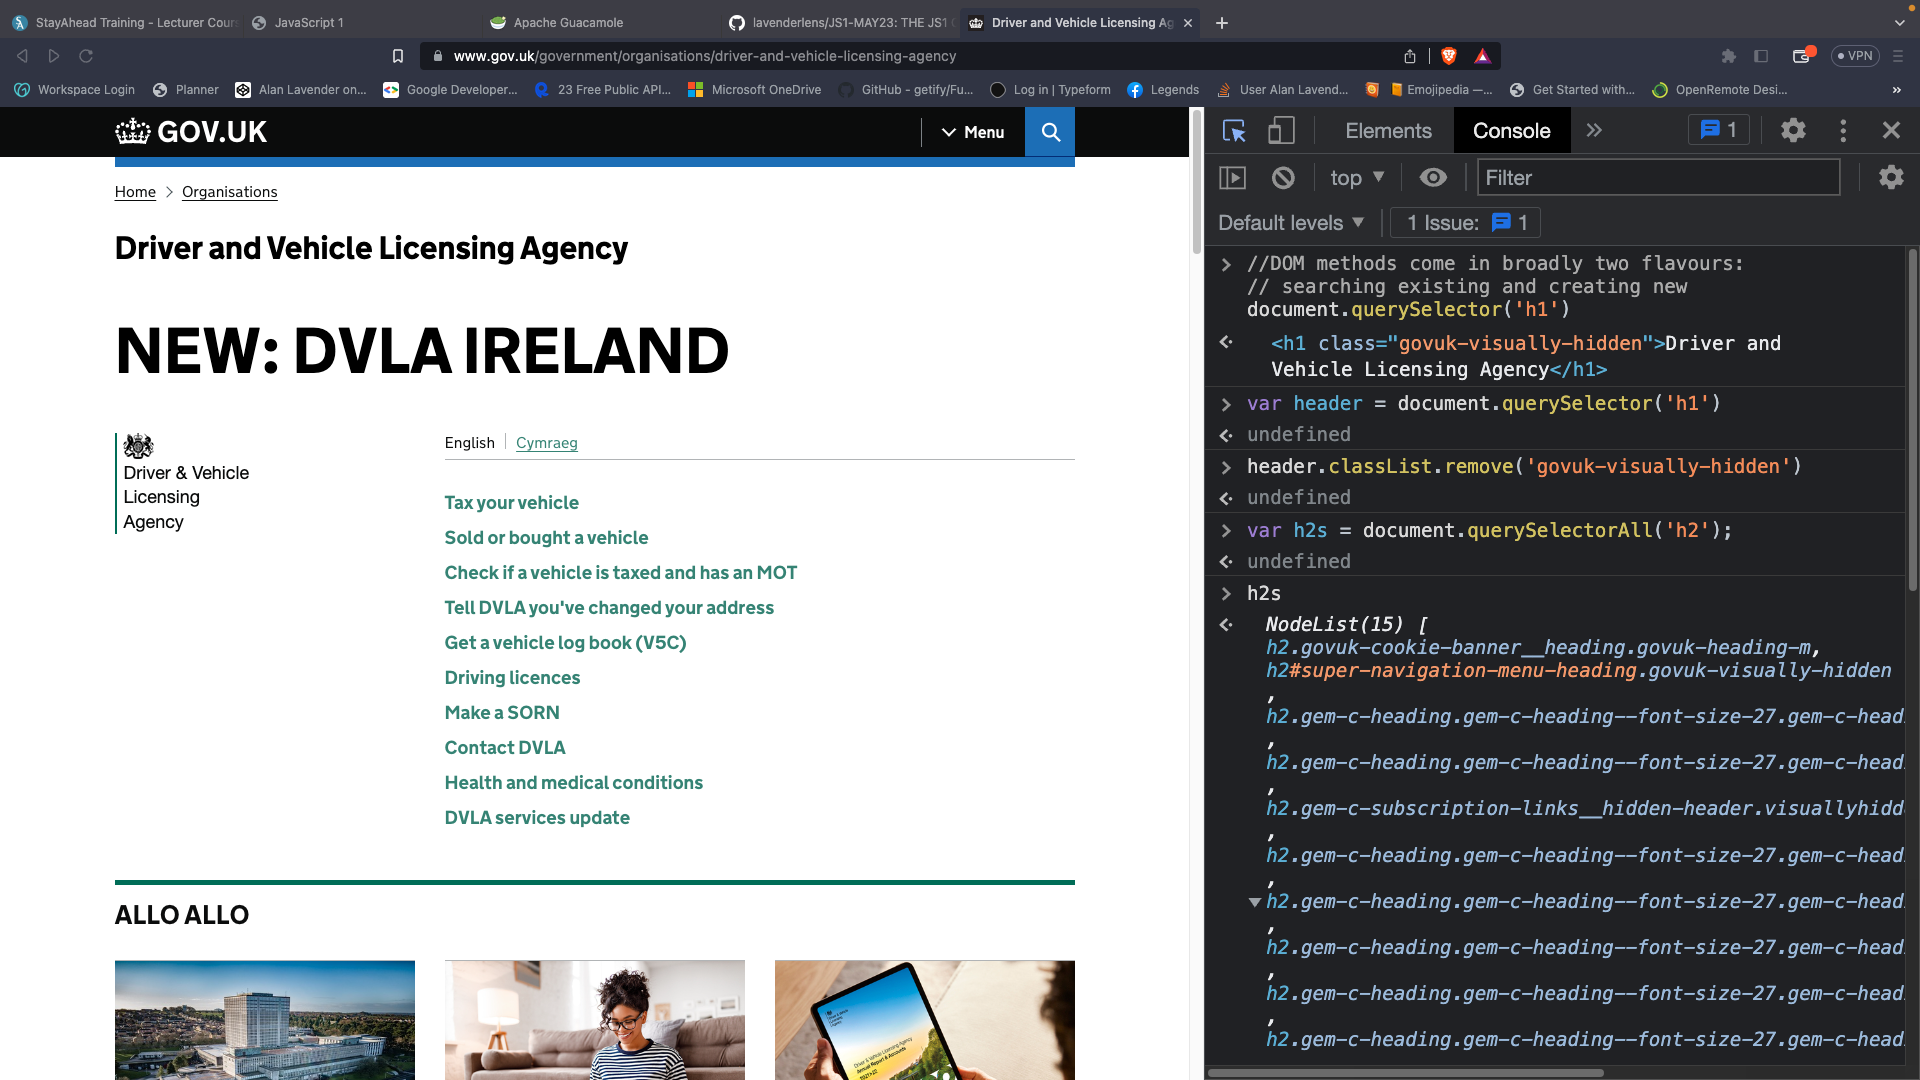 StayAhead Training - Lecturer Cour
JavaScript 1
Apache Guacamole
lavenderlens/JS1-MAY23: THE JS1 C
Driver and Vehicle Licensing Ag
www.gov.uk/government/organisations/driver-and-vehicle-licensing-agency
VPN
Workspace Login
Planner
Alan Lavender on...
Google Developer...
23 Free Public API...
Microsoft OneDrive
GitHub - getify/Fu...
Log in | Typeform
Legends
User Alan Lavend...
Emojipedia —...
Get Started with...
OpenRemote Desi...
»
GOV.UK
Menu
Home > Organisations
Driver and Vehicle Licensing Agency
NEW: DVLA IRELAND
Driver & Vehicle
Licensing
Agency
English
Cymraeg
Tax your vehicle
Sold or bought a vehicle
Check if a vehicle is taxed and has an MOT
Tell DVLA you've changed your address
Get a vehicle log book (V5C)
Driving licences
Make a SORN
Contact DVLA
Health and medical conditions
DVLA services update
ALLO ALLO
Driver & Vehicle Licensing Agency
Annual Report & Accounts
Elements
Console
1
top
Filter
Default levels
1 Issue: 1
//DOM methods come in broadly two flavours:
// searching existing and creating new
document.querySelector('h1')
<h1 class="govuk-visually-hidden">Driver and
Vehicle Licensing Agency</h1>
var header = document.querySelector('h1')
undefined
header.classList.remove('govuk-visually-hidden')
undefined
var h2s = document.querySelectorAll('h2');
undefined
h2s
NodeList(15) [
h2.govuk-cookie-banner__heading.govuk-heading-m,
h2#super-navigation-menu-heading.govuk-visually-hidden
,
h2.gem-c-heading.gem-c-heading--font-size-27.gem-c-head
,
h2.gem-c-heading.gem-c-heading--font-size-27.gem-c-head
,
h2.gem-c-subscription-links__hidden-header.visuallyhidd
,
h2.gem-c-heading.gem-c-heading--font-size-27.gem-c-head
,
h2.gem-c-heading.gem-c-heading--font-size-27.gem-c-head
,
h2.gem-c-heading.gem-c-heading--font-size-27.gem-c-head
,
h2.gem-c-heading.gem-c-heading--font-size-27.gem-c-head
,
h2.gem-c-heading.gem-c-heading--font-size-27.gem-c-head